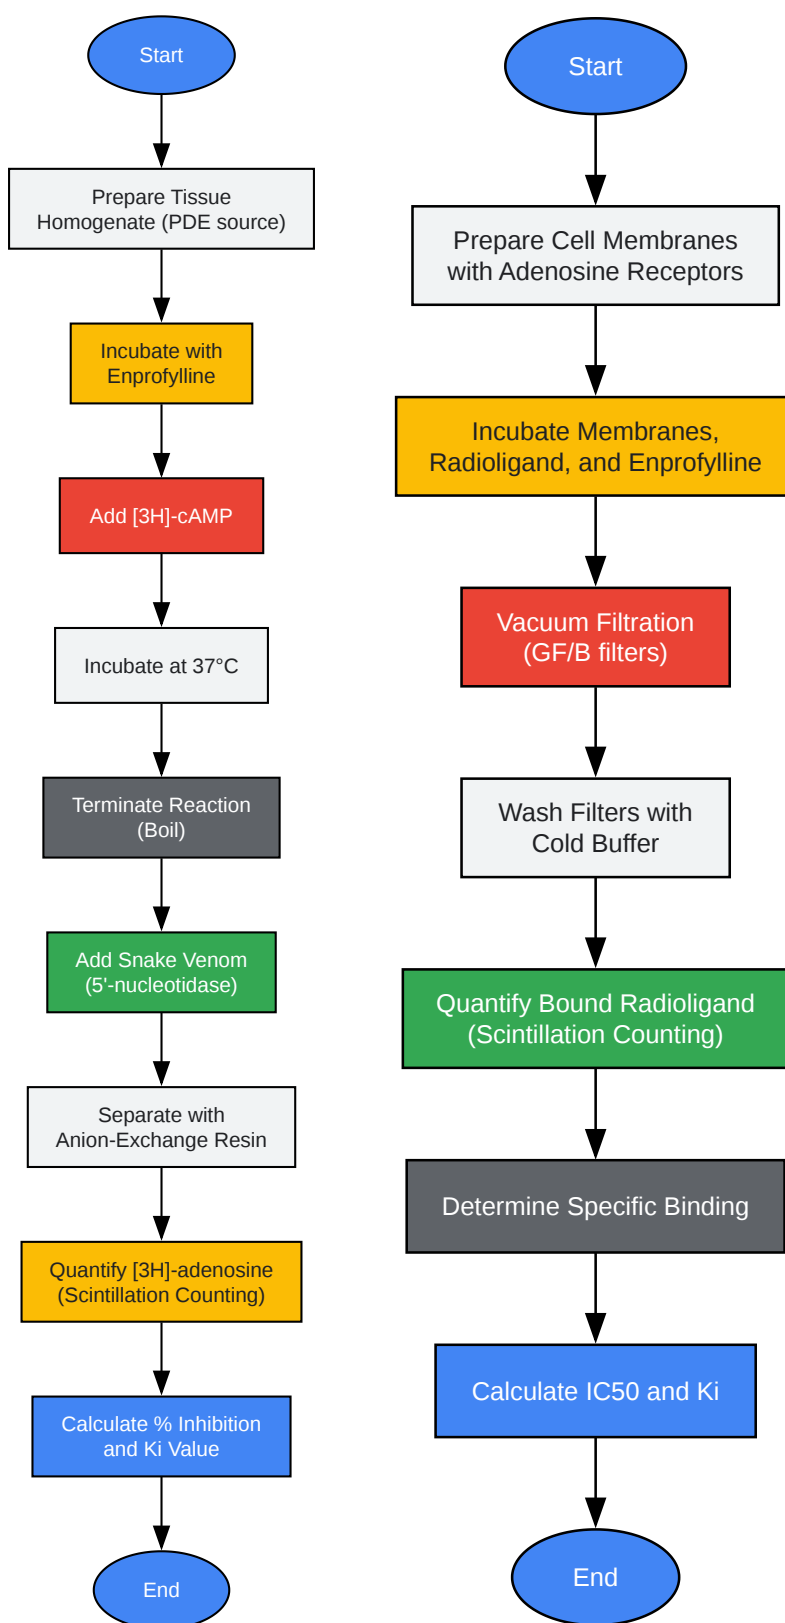 Start
Prepare Tissue
Homogenate (PDE source)
Incubate with
Enprofylline
Add [3H]-cAMP
Incubate at 37°C
Terminate Reaction
(Boil)
Add Snake Venom
(5'-nucleotidase)
Separate with
Anion-Exchange Resin
Quantify [3H]-adenosine
(Scintillation Counting)
Calculate % Inhibition
and Ki Value
End
Start
Prepare Cell Membranes
with Adenosine Receptors
Incubate Membranes,
Radioligand, and Enprofylline
Vacuum Filtration
(GF/B filters)
Wash Filters with
Cold Buffer
Quantify Bound Radioligand
(Scintillation Counting)
Determine Specific Binding
Calculate IC50 and Ki
End